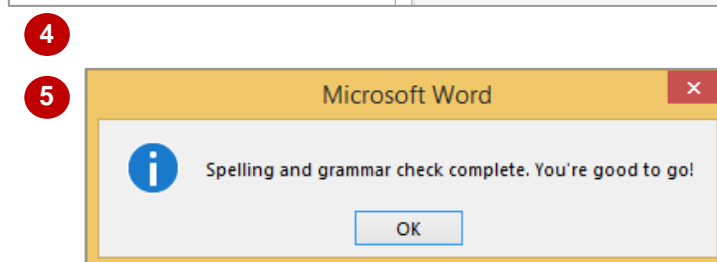 4
5
Microsoft Word
Spelling and grammar check complete. You're good to go!
OK